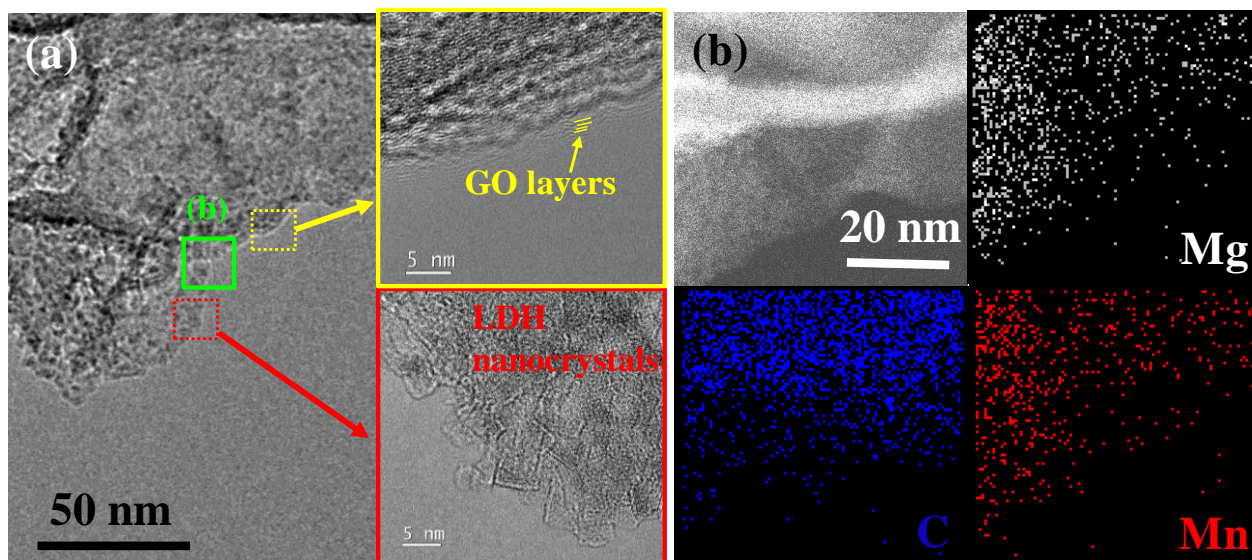 (a)
(b)
50 nm
GO layers
5 nm
LDH
nanocrystals
5 nm
(b)
20 nm
Mg
C
Mn